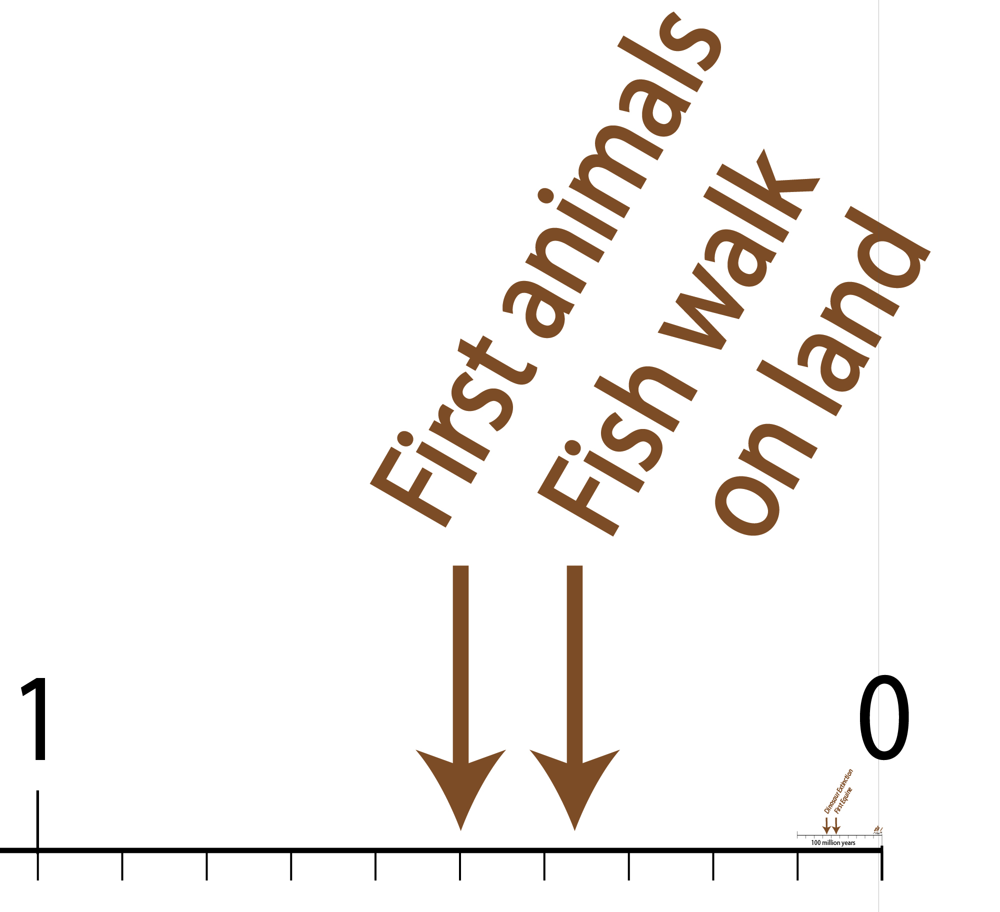 First animals
Fish walk
on land
1
0
Dinosaur Extinction
First Equine
100 million years